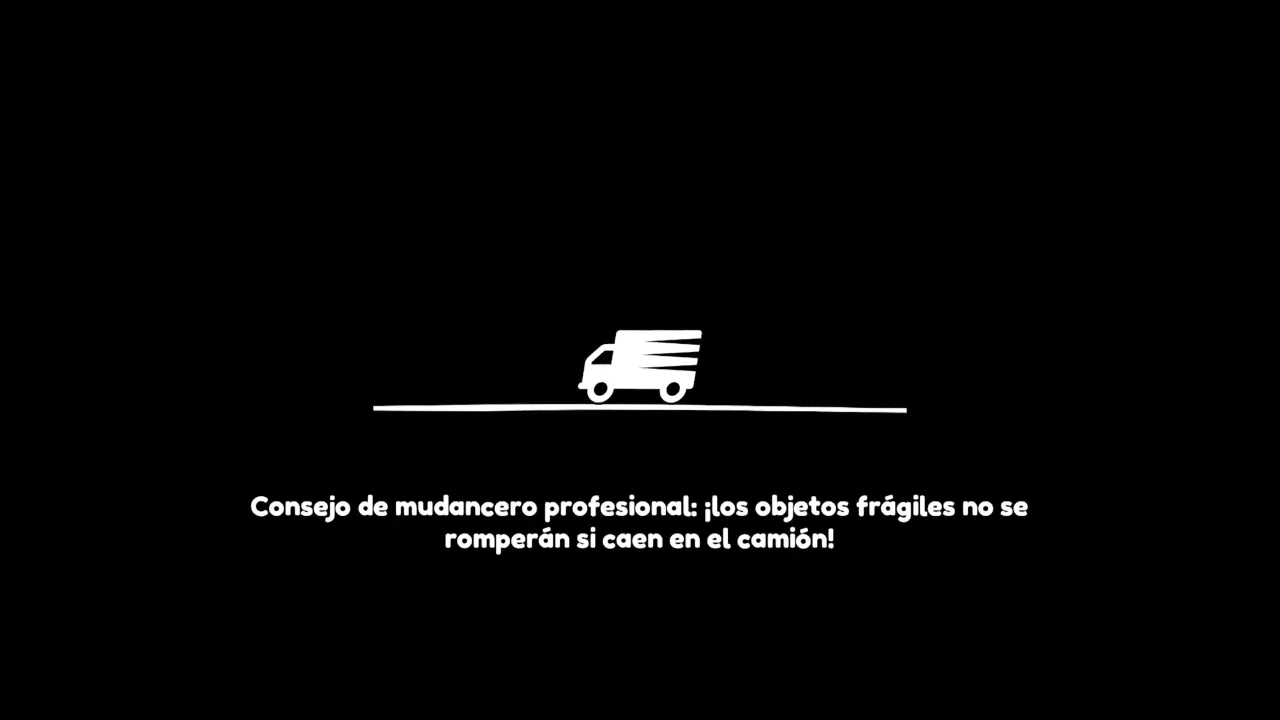 Consejo de mudancero profesional: ¡los objetos frágiles no se
romperán si caen en el camión!